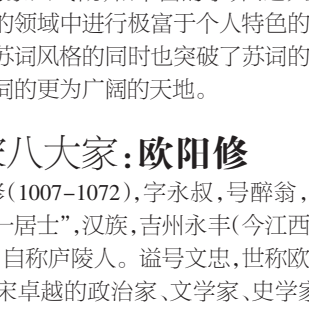 的领域中进行极富于个人特色的
苏词风格的同时也突破了苏词的
词的更为广阔的天地。
八大家:欧阳修
(1007-1072),字永叔,号醉翁,
一居士”,汉族,吉州永丰(今江西
自称庐陵人。谥号文忠,世称欧
宋卓越的政治家、文学家、史学家